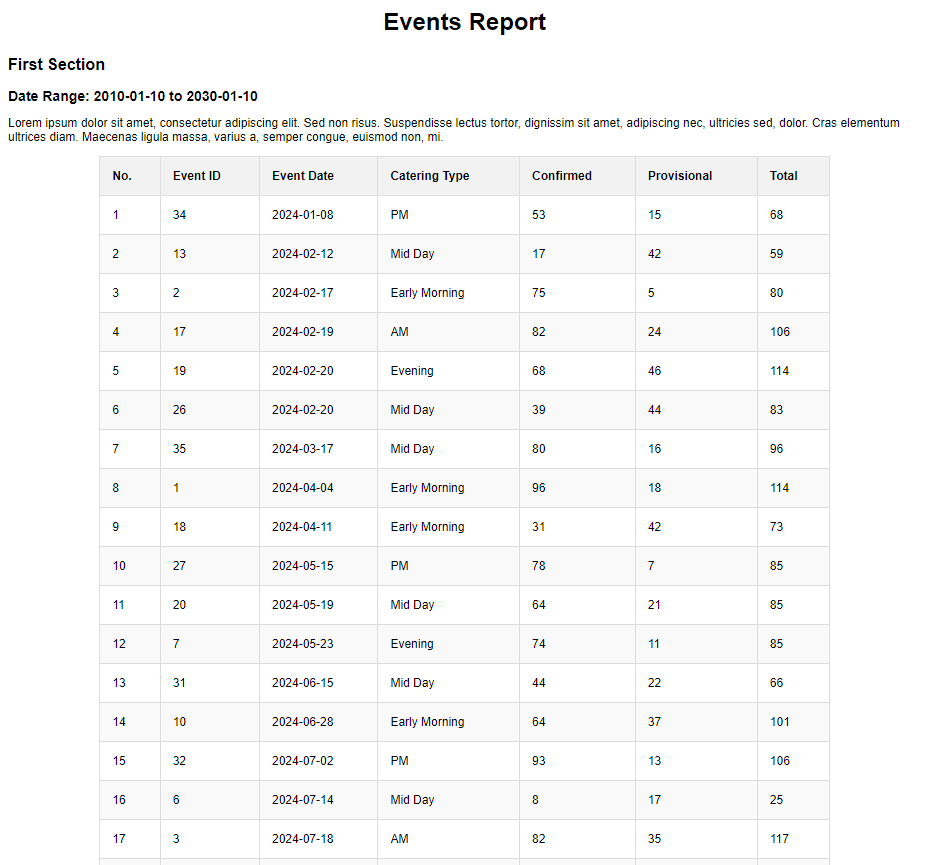 Events Report
First Section
Date Range: 2010-01-10 to 2030-01-10
Lorem ipsum dolor sit amet, consectetur adipiscing elit. Sed non risus. Suspendisse lectus tortor, dignissim sit amet, adipiscing nec, ultricies sed, dolor. Cras elementum
ultrices diam. Maecenas ligula massa, varius a, semper congue, euismod non, mi.
No. Event ID Event Date Catering Type Confirmed Provisional Total
1 34 2024-01-08 PM 53 15 68
2 13 2024-02-12 Mid Day 17 42 59
3 2 2024-02-17 Early Morning 75 5 80
4 17 2024-02-19 AM 82 24 106
5 19 2024-02-20 Evening 68 46 114
6 26 2024-02-20 Mid Day 39 44 83
7 35 2024-03-17 Mid Day 80 16 96
8 1 2024-04-04 Early Morning 96 18 114
9 18 2024-04-11 Early Morning 31 42 73
10 27 2024-05-15 PM 78 7 85
11 20 2024-05-19 Mid Day 64 21 85
12 7 2024-05-23 Evening 74 11 85
13 31 2024-06-15 Mid Day 44 22 66
14 10 2024-06-28 Early Morning 64 37 101
15 32 2024-07-02 PM 93 13 106
16 6 2024-07-14 Mid Day 8 17 25
17 3 2024-07-18 AM 82 35 117